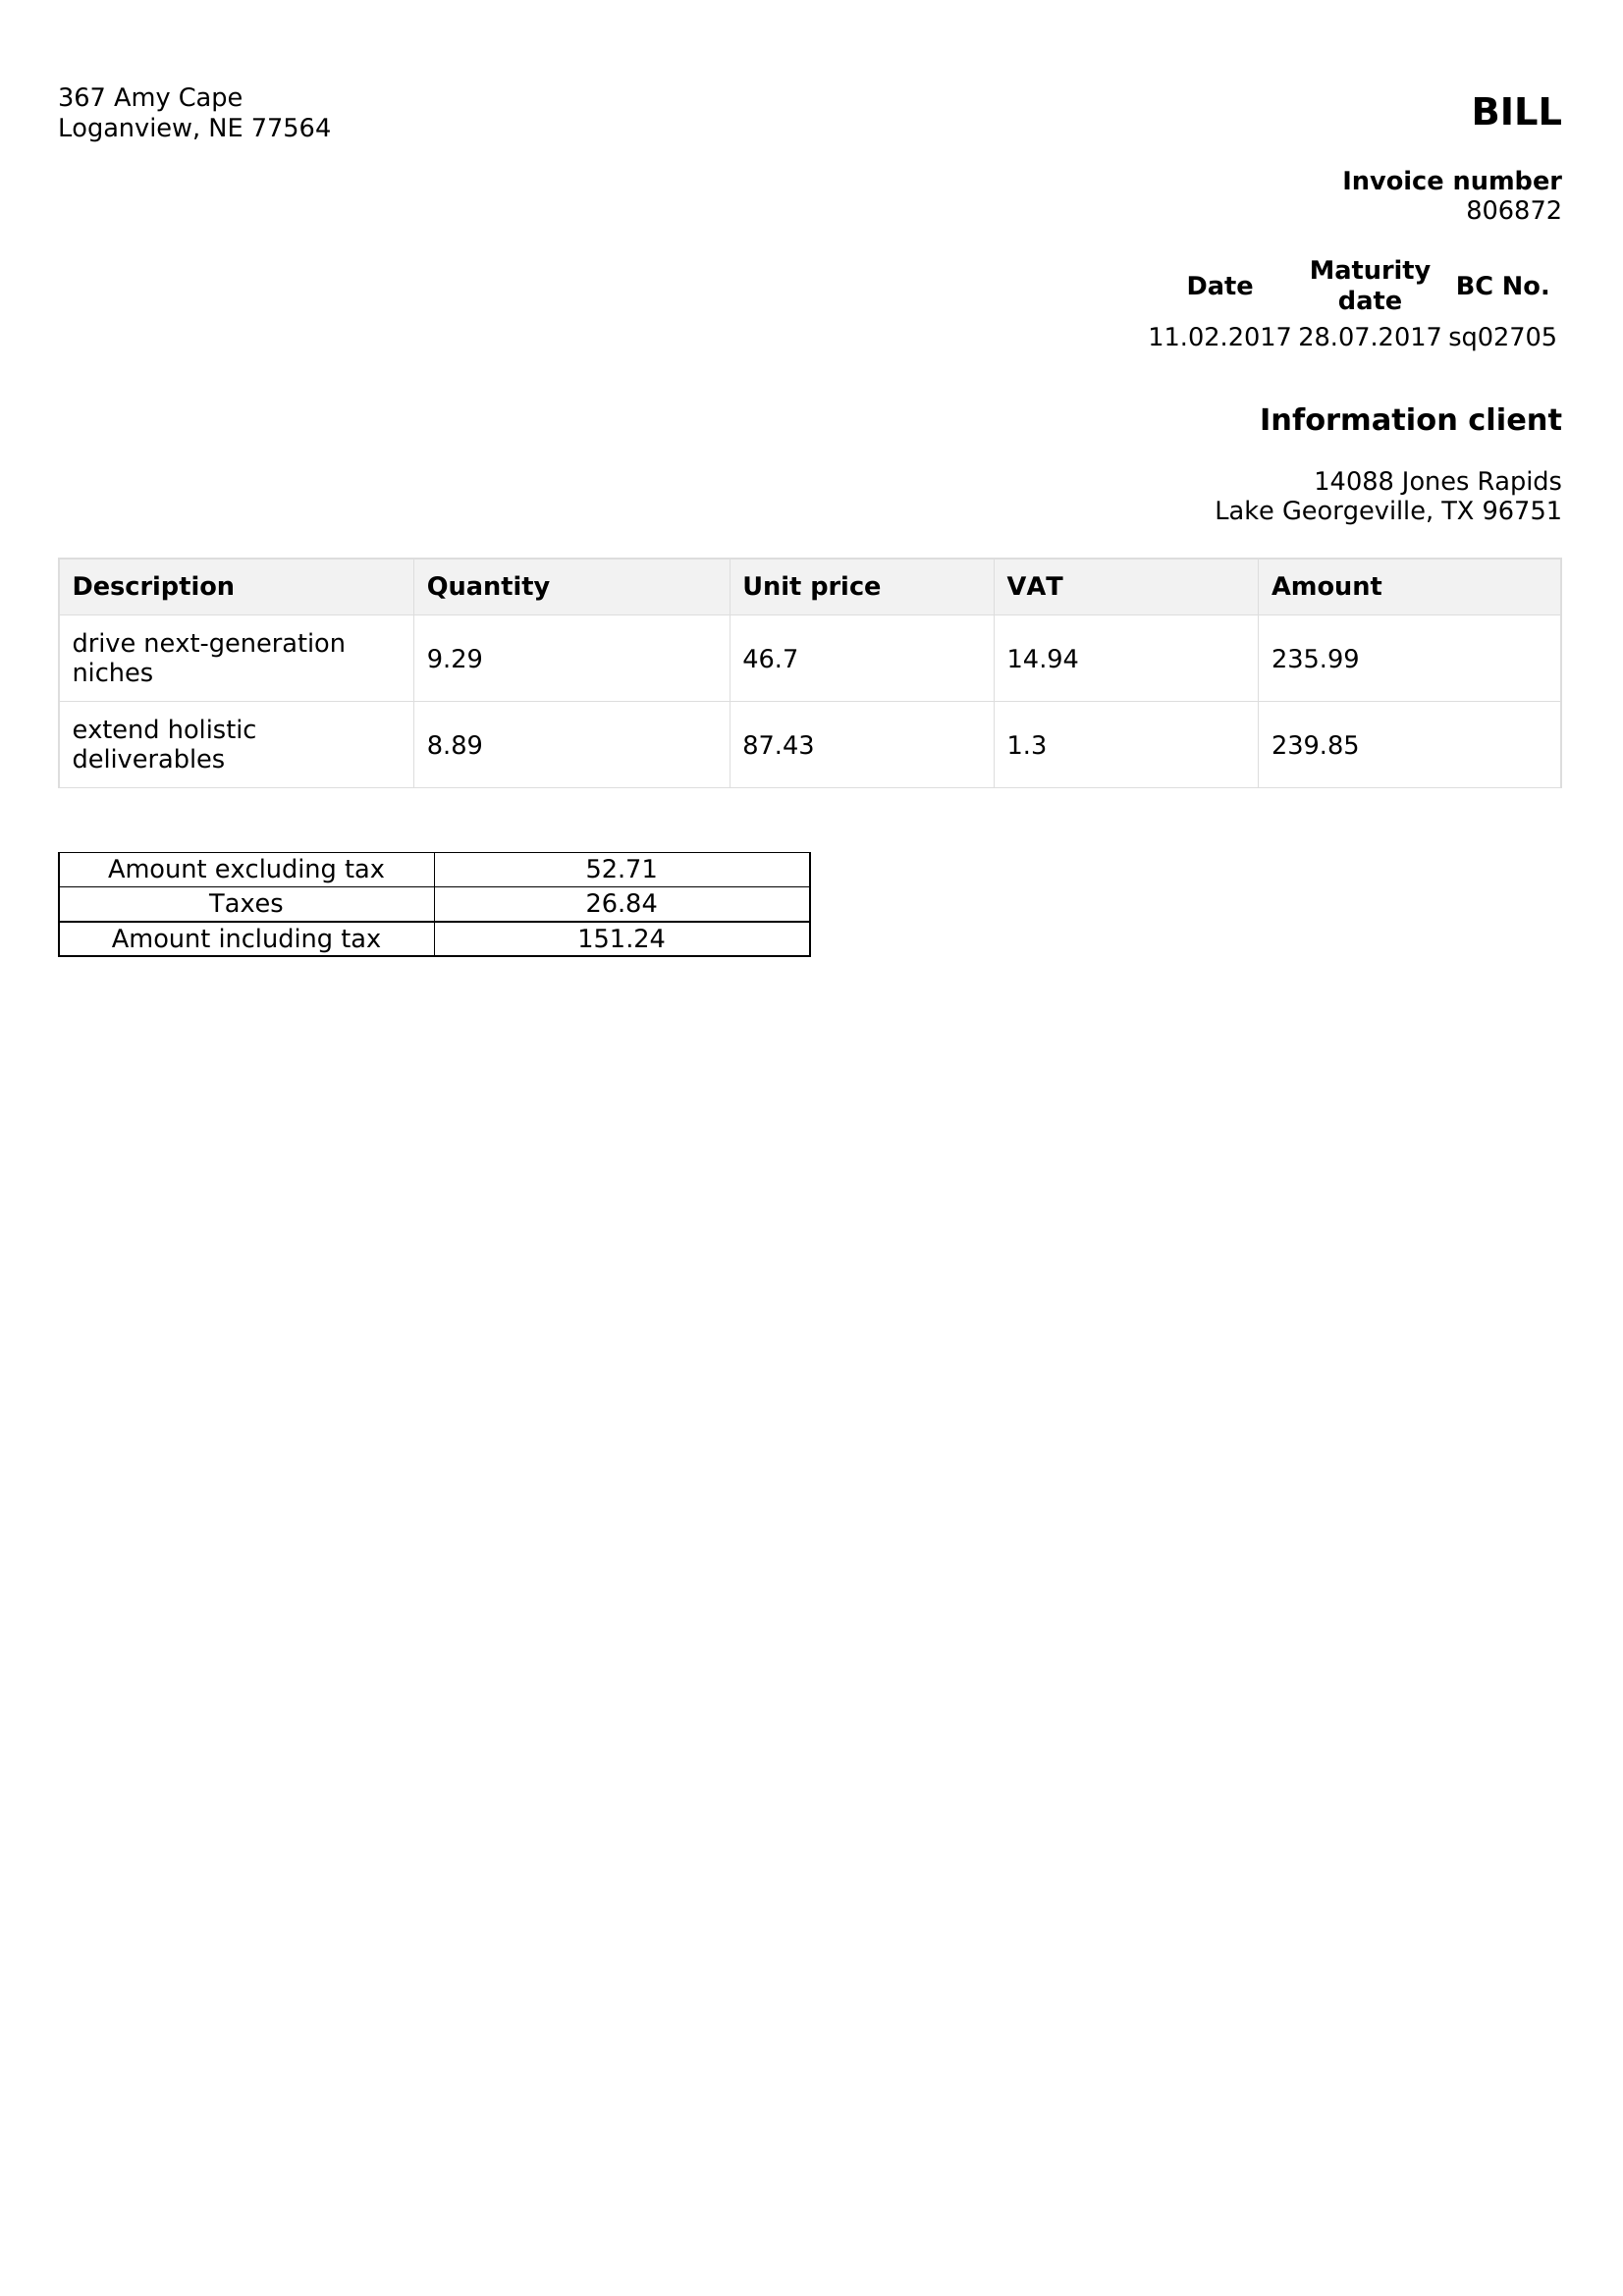 367 Amy Cape
Loganview, NE 77564
BILL
Invoice number
806872
Date Maturity date BC No.
11.02.2017 28.07.2017 sq02705
Information client
14088 Jones Rapids
Lake Georgeville, TX 96751
Description Quantity Unit price VAT Amount
drive next-generation
niches 9.29 46.7 14.94 235.99
extend holistic
deliverables 8.89 87.43 1.3 239.85
Amount excluding tax 52.71
Taxes 26.84
Amount including tax 151.24